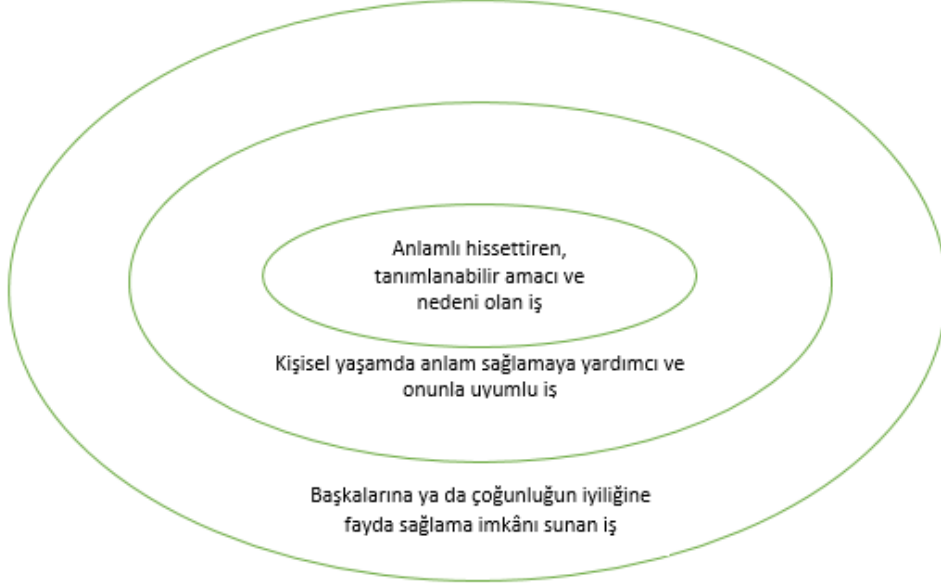 Anlamlı hissettiren,
tanımlanabilir amacı ve
nedeni olan iş
Kişisel yaşamda anlam sağlamaya yardımcı ve
onunla uyumlu iş
Başkalarına ya da çoğunluğun iyiliğine
fayda sağlama imkânı sunan iş